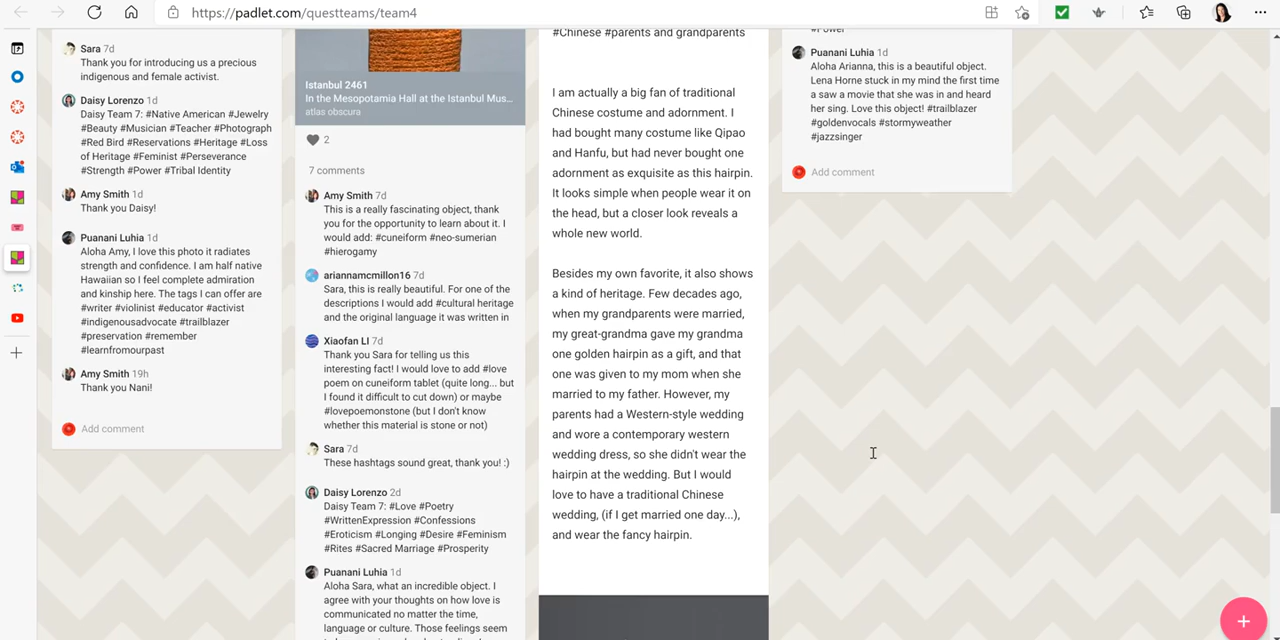 https://padlet.com/questteams/team4
Sara 7d
Thank you for introducing us a precious
indigenous and female activist.
Daisy Lorenzo 1d
Daisy Team 7: #Native American #Jewelry
#Beauty #Musician #Teacher #Photograph
#Red Bird #Reservations #Heritage #Loss
of Heritage #Feminist #Perseverance
#Strength #Power #Tribal Identity
Amy Smith 1d
Thank you Daisy!
Puanani Luhia 1d
Aloha Amy, I love this photo it radiates
strength and confidence. I am half native
Hawaiian so I feel complete admiration
and kinship here. The tags I can offer are
#writer #violinist #educator #activist
#indigenousadvocate #trailblazer
#preservation #remember
#learnfromourpast
Amy Smith 19h
Thank you Nani!
Add comment
Istanbul 2461
In the Mesopotamia Hall at the Istanbul Mus...
atlas obscura
2
7 comments
Amy Smith 7d
This is a really fascinating object, thank
you for the opportunity to learn about it. I
would add: #cuneiform #neo-sumerian
#hierogamy
ariannamcmillon16 7d
Sara, this is really beautiful. For one of the
descriptions I would add #cultural heritage
and the original language it was written in
Xiaofan LI 7d
Thank you Sara for telling us this
interesting fact! I would love to add #love
poem on cuneiform tablet (quite long... but
I found it difficult to cut down) or maybe
#lovepoemonstone (but I don't know
whether this material is stone or not)
Sara 7d
These hashtags sound great, thank you! :)
Daisy Lorenzo 2d
Daisy Team 7: #Love #Poetry
#WrittenExpression #Confessions
#Eroticism #Longing #Desire #Feminism
#Rites #Sacred Marriage #Prosperity
Puanani Luhia 1d
Aloha Sara, what an incredible object. I
agree with your thoughts on how love is
communicated no matter the time,
language or culture. Those feelings seem
#Chinese #parents and grandparents
I am actually a big fan of traditional
Chinese costume and adornment. I
had bought many costume like Qipao
and Hanfu, but had never bought one
adornment as exquisite as this hairpin.
It looks simple when people wear it on
the head, but a closer look reveals a
whole new world.
Besides my own favorite, it also shows
a kind of heritage. Few decades ago,
when my grandparents were married,
my great-grandma gave my grandma
one golden hairpin as a gift, and that
one was given to my mom when she
married to my father. However, my
parents had a Western-style wedding
and wore a contemporary western
wedding dress, so she didn't wear the
hairpin at the wedding. But I would
love to have a traditional Chinese
wedding, (if I get married one day...),
and wear the fancy hairpin.
#Power
Puanani Luhia 1d
Aloha Arianna, this is a beautiful object.
Lena Horne stuck in my mind the first time
a saw a movie that she was in and heard
her sing. Love this object! #trailblazer
#goldenvocals #stormyweather
#jazzsinger
Add comment